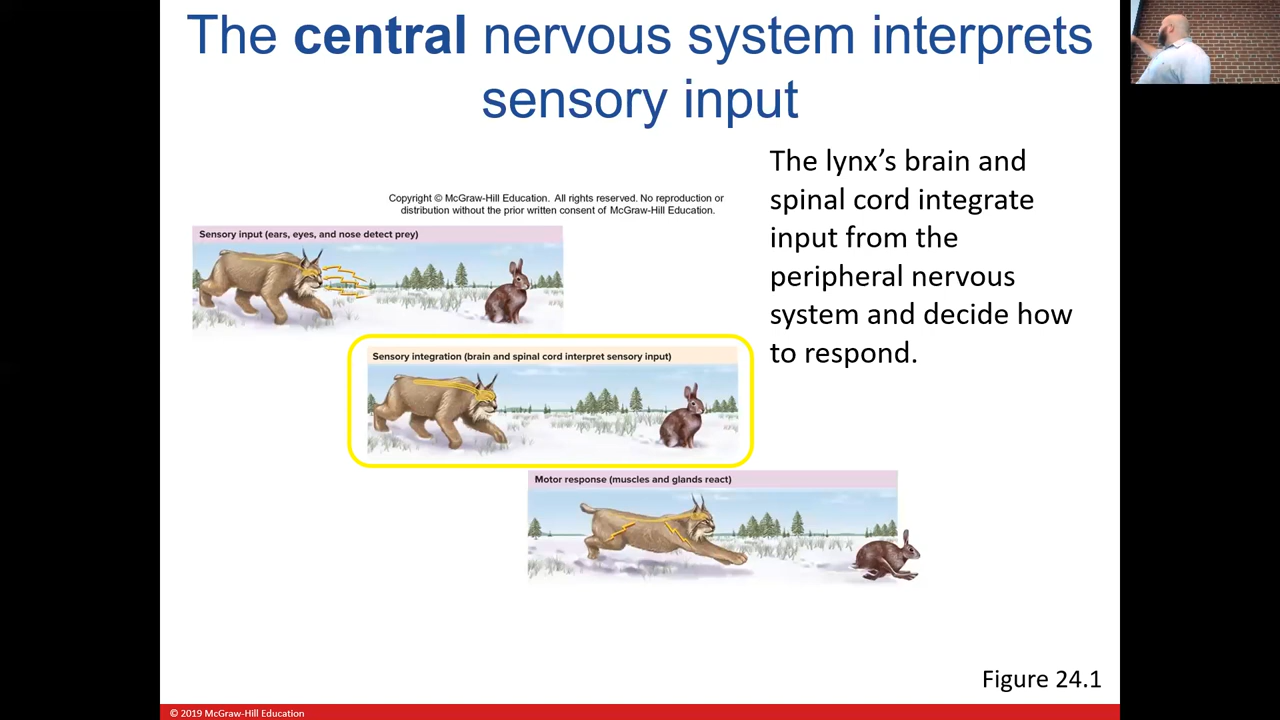 The central nervous system interprets
sensory input
The lynx’s brain and
spinal cord integrate
input from the
peripheral nervous
system and decide how
to respond.
Copyright © McGraw-Hill Education. All rights reserved. No reproduction or
distribution without the prior written consent of McGraw-Hill Education.
Sensory input (ears, eyes, and nose detect prey)
Sensory integration (brain and spinal cord interpret sensory input)
Motor response (muscles and glands react)
Figure 24.1
© 2019 McGraw-Hill Education